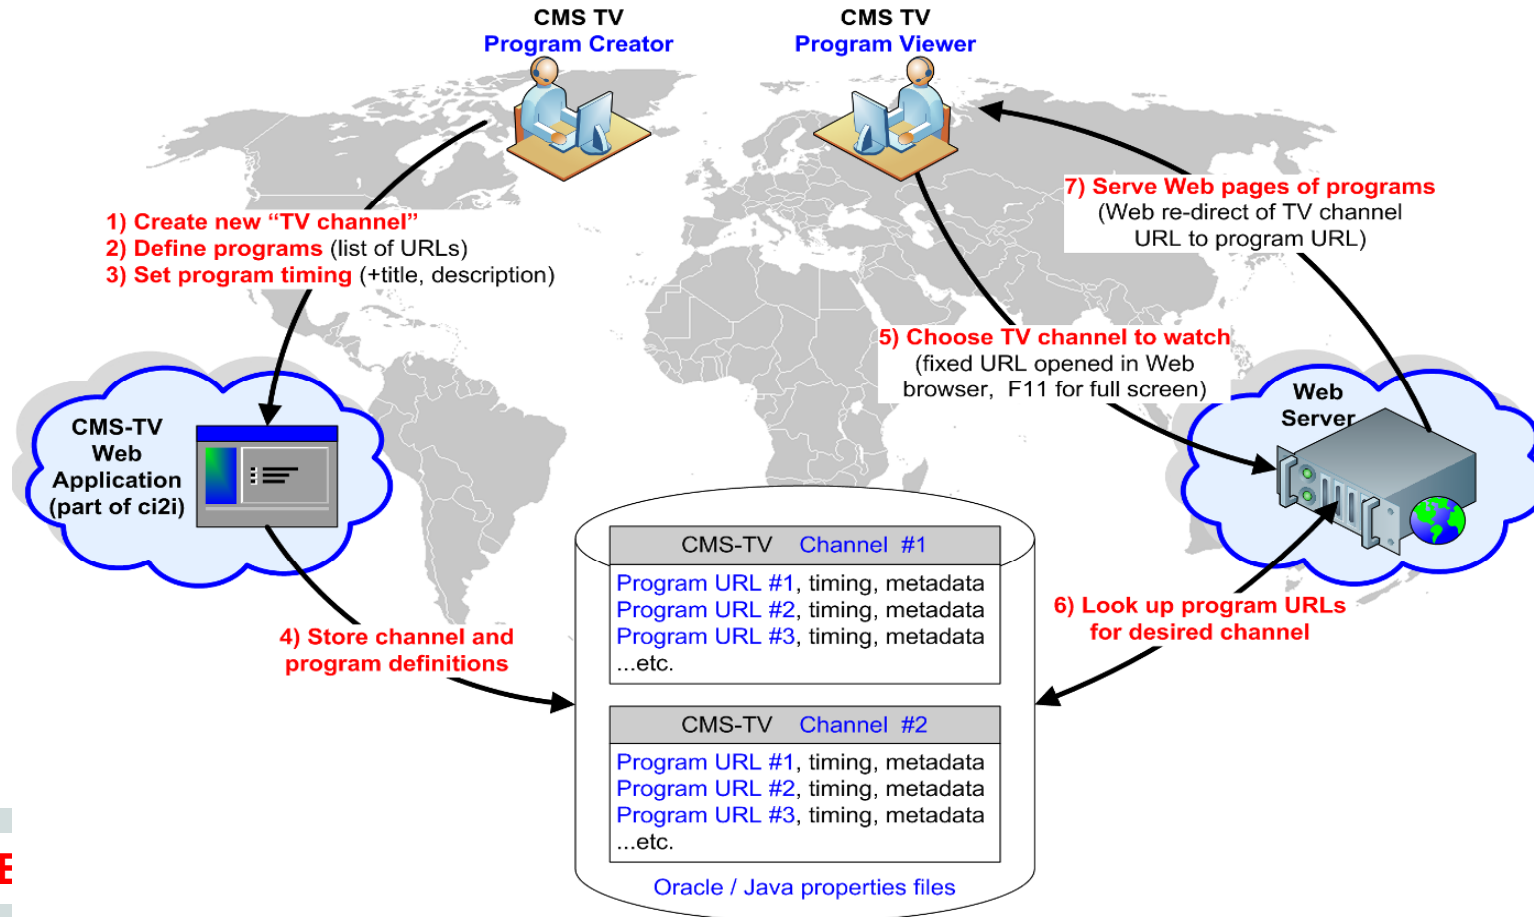 CMS TV
Program Creator
CMS TV
Program Viewer
1) Create new “TV channel”
2) Define programs (list of URLs)
3) Set program timing (+title, description)
7) Serve Web pages of programs
(Web re-direct of TV channel
URL to program URL)
5) Choose TV channel to watch
(fixed URL opened in Web
browser, F11 for full screen)
CMS-TV
Web
Application
(part of ci2i)
Web
Server
4) Store channel and
program definitions
6) Look up program URLs
for desired channel
CMS-TV Channel #1
Program URL #1, timing, metadata
Program URL #2, timing, metadata
Program URL #3, timing, metadata
...etc.
CMS-TV Channel #2
Program URL #1, timing, metadata
Program URL #2, timing, metadata
Program URL #3, timing, metadata
...etc.
Oracle / Java properties files